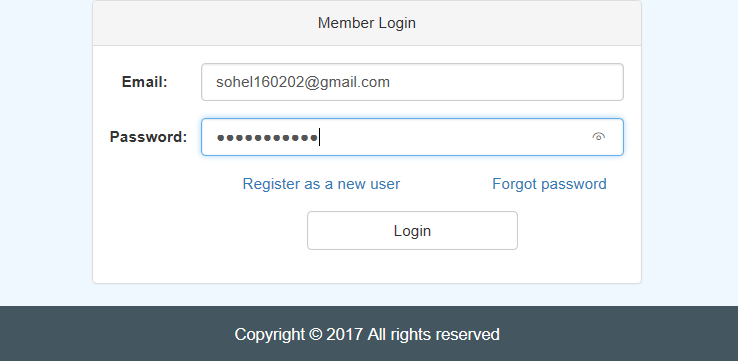 Member Login
Email: sohel160202@gmail.com
Password: ●●●●●●●●●●●
Register as a new user Forgot password
Login
Copyright © 2017 All rights reserved